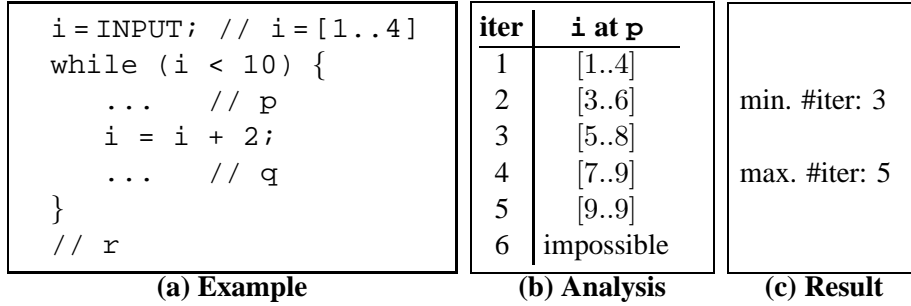 i = INPUT; // i = [1..4]
while (i < 10) {
... // p
i = i + 2;
... // q
}
// r
(a) Example
iter i at p
1 [1..4]
2 [3..6]
3 [5..8]
4 [7..9]
5 [9..9]
6 impossible
(b) Analysis
min. #iter: 3
max. #iter: 5
(c) Result